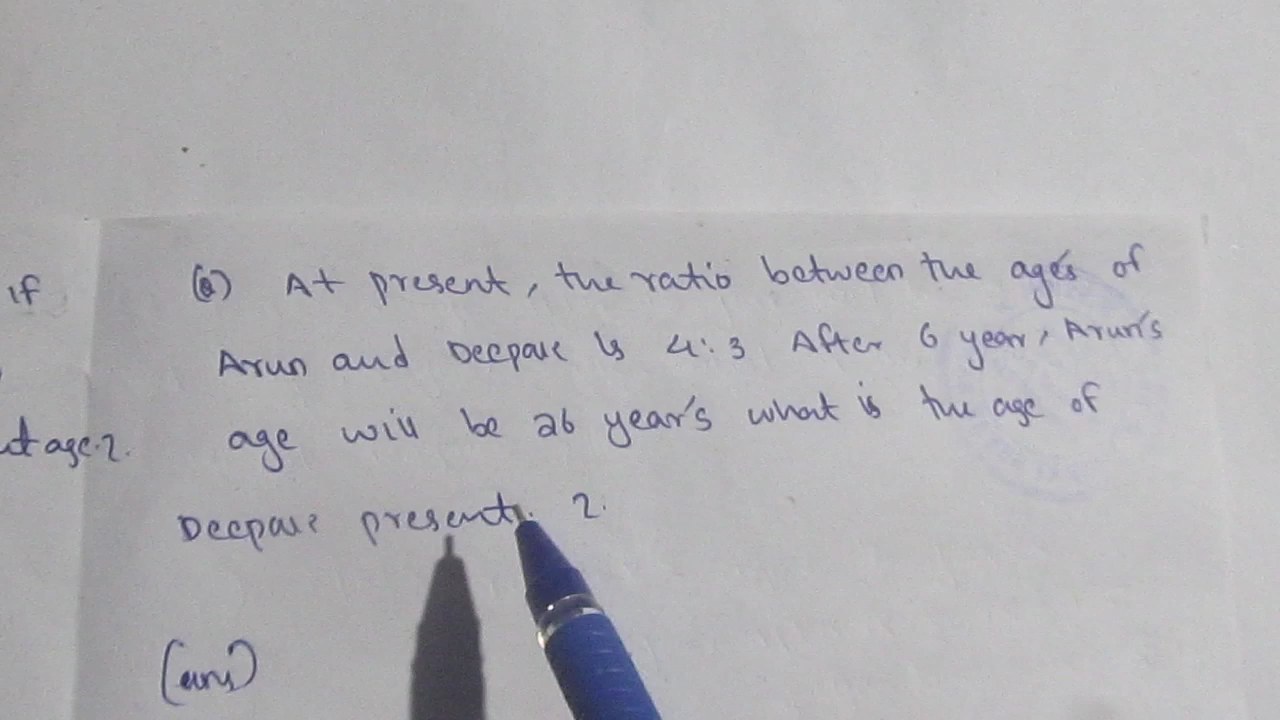 if
(Q) At present, the ratio between the ages of
Arun and Deepak is 4:3 After 6 year, Arun's
age will be 26 year's what is the age of
age ?.
Deepak present. ?.
(ans)